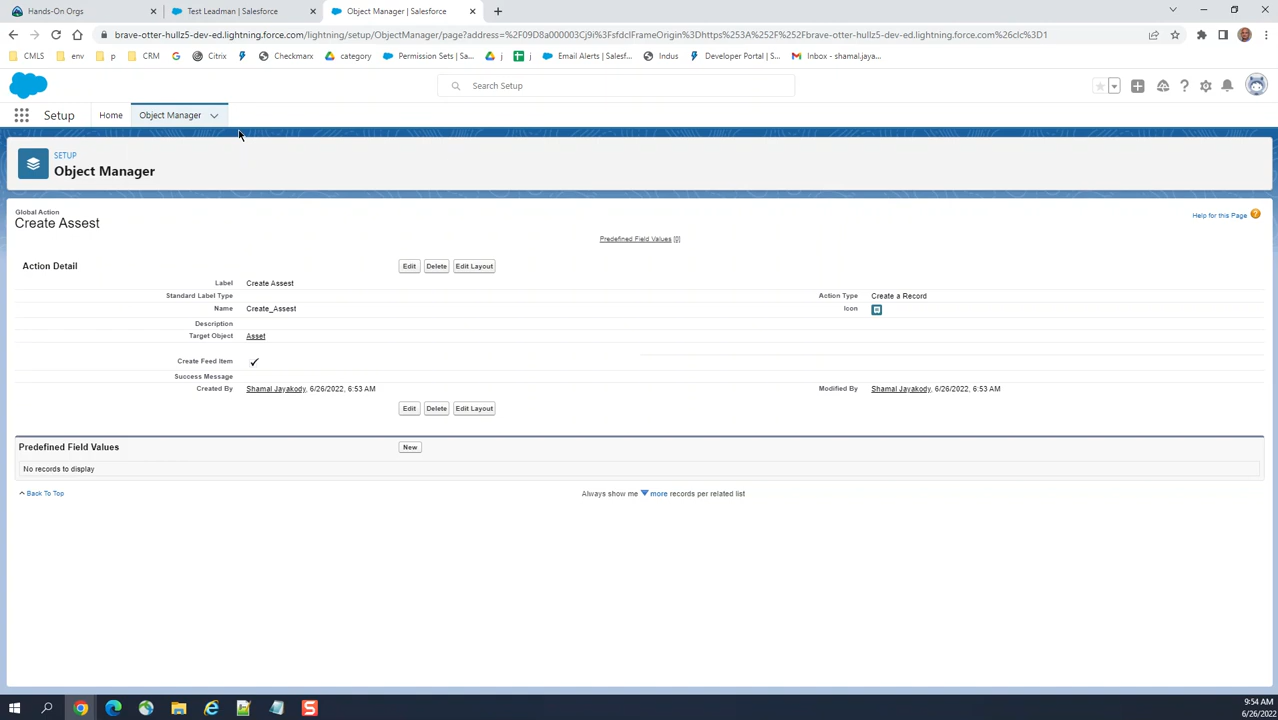 Hands-On Orgs
Test Leadman | Salesforce
Object Manager | Salesforce
brave-otter-hullz5-dev-ed.lightning.force.com/lightning/setup/ObjectManager/page?address=%2F09D8a000003Cj9i%3FsfdcIFrameOrigin%3Dhttps%253A%252F%252Fbrave-otter-hullz5-dev-ed.lightning.force.com%26clc%3D1
CMLS
env
p
CRM
G
Citrix
Checkmarx
category
Permission Sets | Sa...
j
j
Email Alerts | Salesf...
Indus
Developer Portal | S...
Inbox - shamal.jaya...
Search Setup
Setup
Home
Object Manager
SETUP
Object Manager
Global Action
Create Assest
Help for this Page
Predefined Field Values [0]
Action Detail
Edit
Delete
Edit Layout
Label
Create Assest
Standard Label Type
Action Type
Create a Record
Name
Create_Assest
Icon
Description
Target Object
Asset
Create Feed Item
Success Message
Created By
Shamal Jayakody, 6/26/2022, 6:53 AM
Modified By
Shamal Jayakody, 6/26/2022, 6:53 AM
Edit
Delete
Edit Layout
Predefined Field Values
New
No records to display
Back To Top
Always show me more records per related list
9:54 AM
6/26/2022